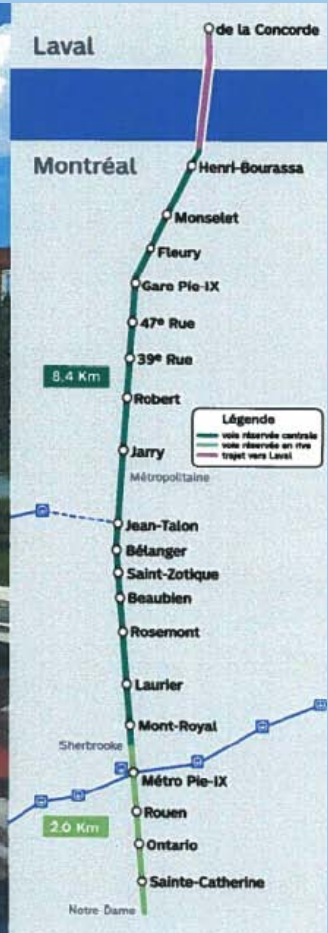 Laval
de la Concorde
Montréal
Henri-Bourassa
Monselet
Fleury
Gare Pie-IX
47e Rue
39e Rue
8.4 Km
Robert
Légende
voie réservée centrale
voie réservée en rive
trajet vers Laval
Jarry
Métropolitaine
Jean-Talon
Bélanger
Saint-Zotique
Beaubien
Rosemont
Laurier
Mont-Royal
Sherbrooke
Métro Pie-IX
2.0 Km
Rouen
Ontario
Sainte-Catherine
Notre-Dame